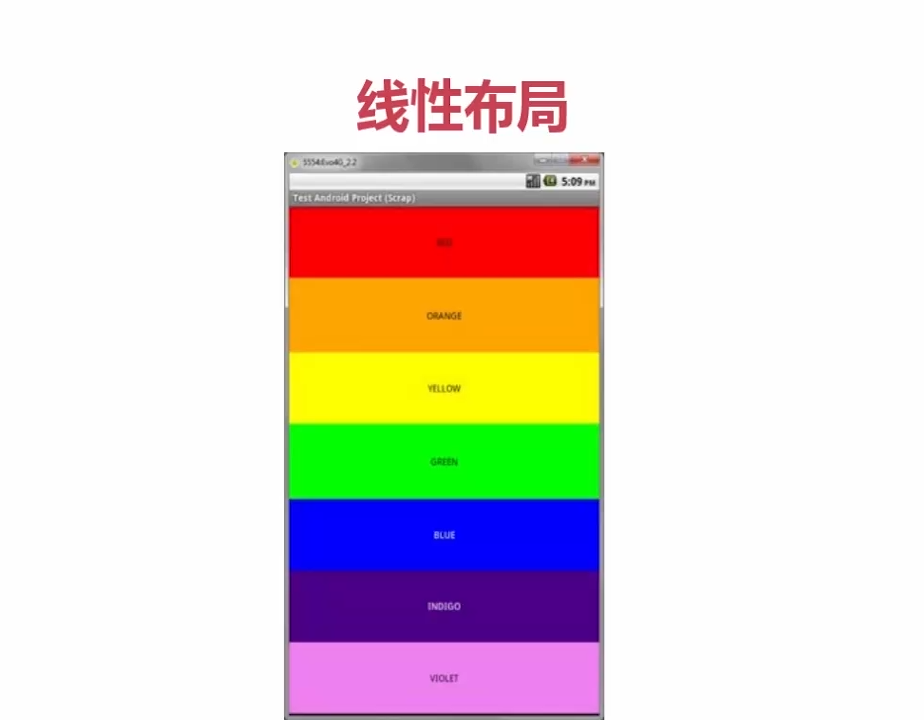 线性布局
5554:Evo4G_2.2
5:09 PM
Test Android Project (Scrap)
RED
ORANGE
YELLOW
GREEN
BLUE
INDIGO
VIOLET